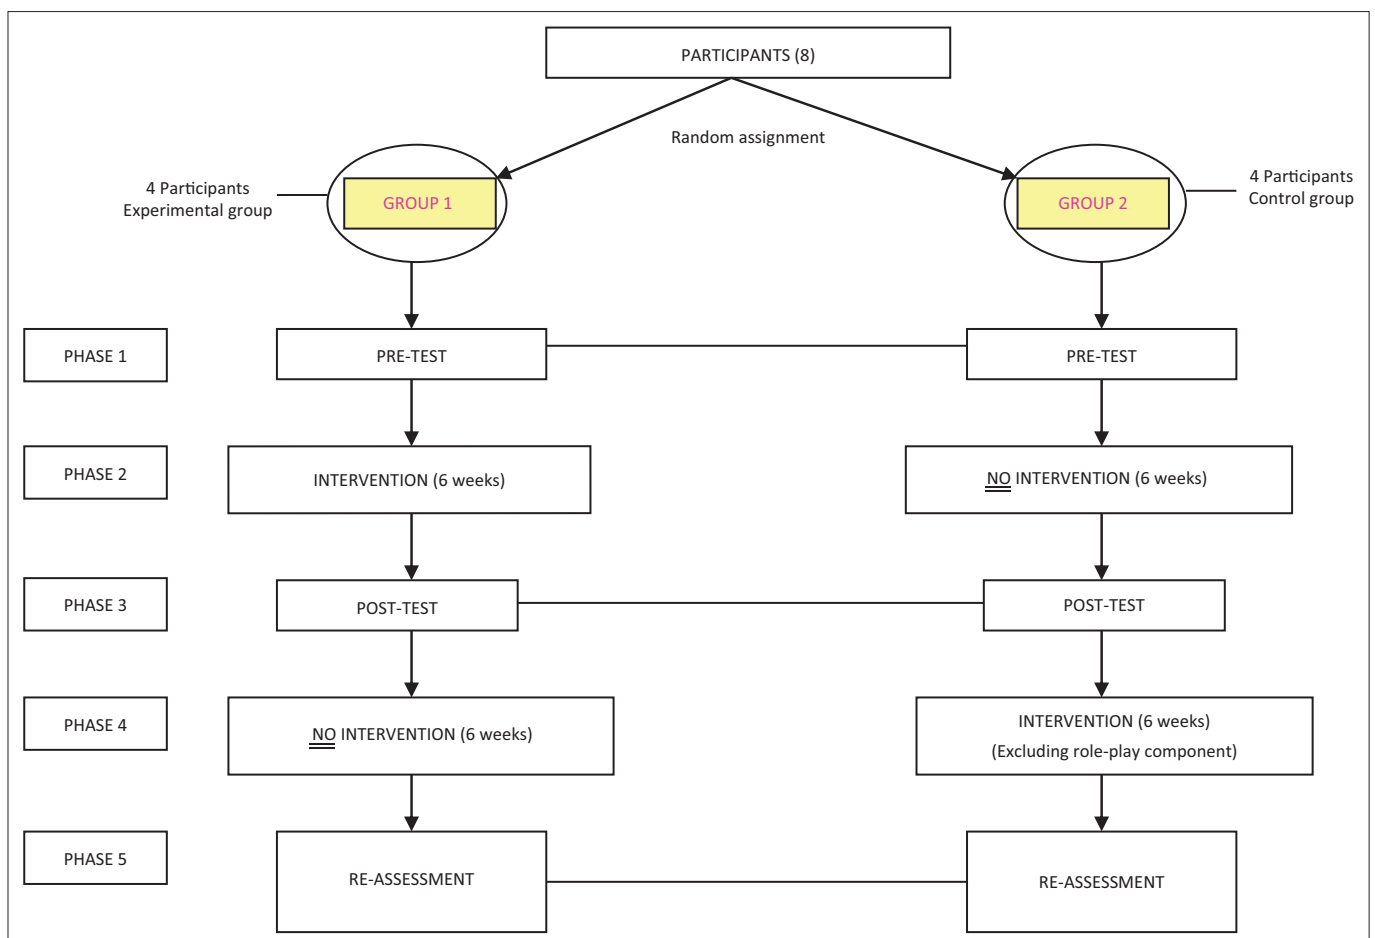 PARTICIPANTS (8)
Random assignment
4 Participants
Experimental group
GROUP 1
GROUP 2
4 Participants
Control group
PHASE 1
PRE-TEST
PRE-TEST
PHASE 2
INTERVENTION (6 weeks)
NO INTERVENTION (6 weeks)
PHASE 3
POST-TEST
POST-TEST
PHASE 4
NO INTERVENTION (6 weeks)
INTERVENTION (6 weeks)
(Excluding role-play component)
PHASE 5
RE-ASSESSMENT
RE-ASSESSMENT